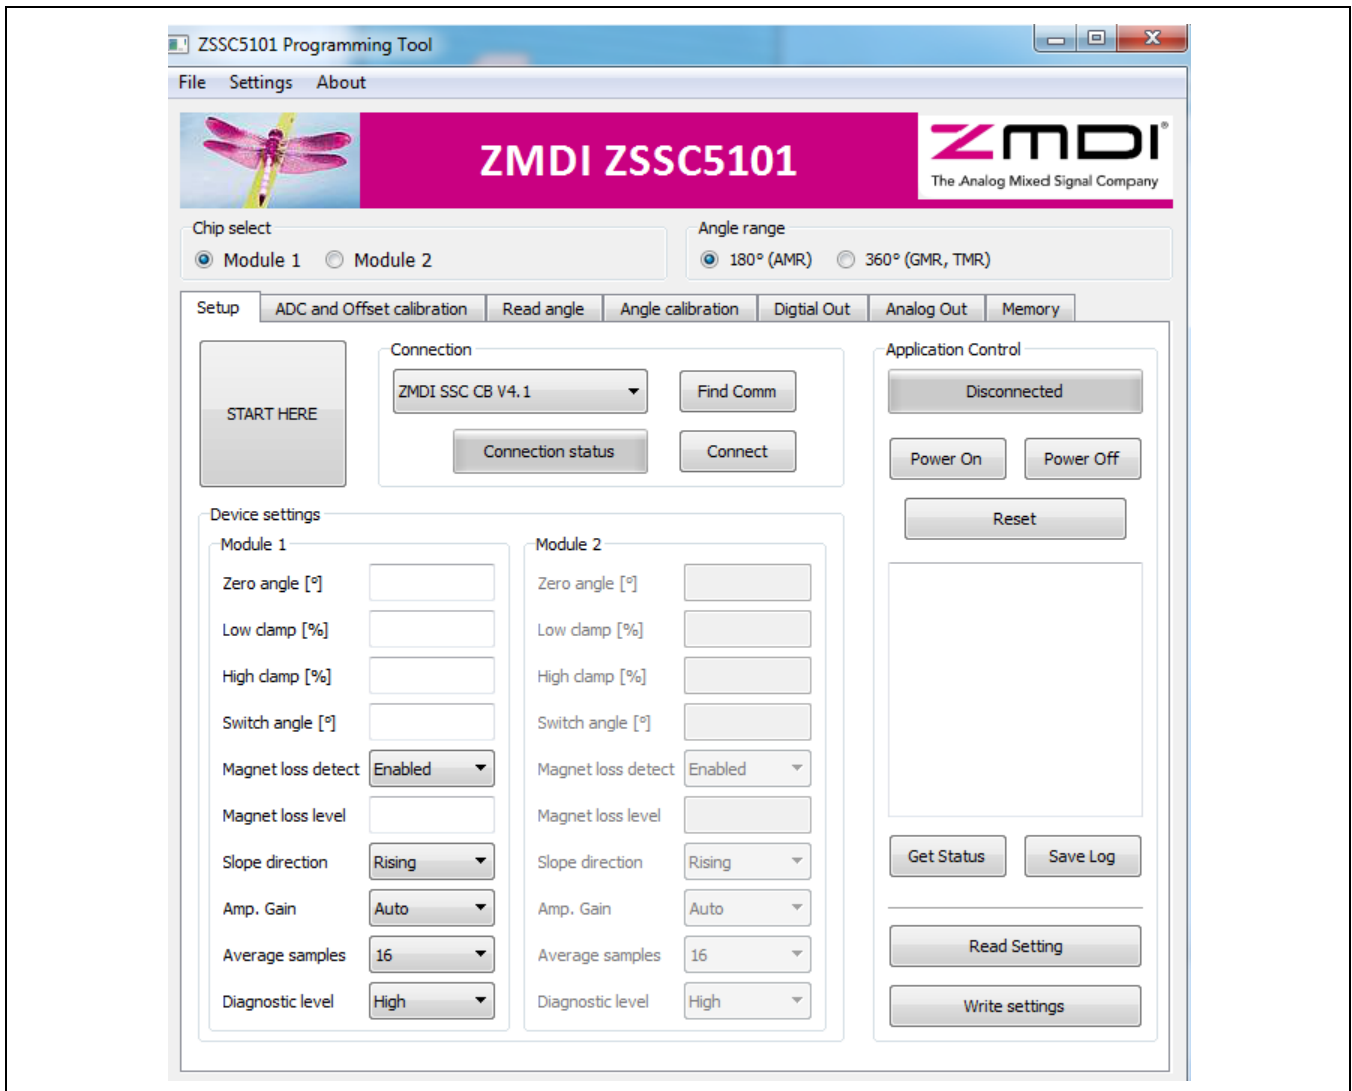 ZSSC5101 Programming Tool
File Settings About
ZMDI ZSSC5101
ZMDI®
The Analog Mixed Signal Company
Chip select
Module 1 Module 2
Angle range
180° (AMR) 360° (GMR, TMR)
Setup ADC and Offset calibration Read angle Angle calibration Digtial Out Analog Out Memory
START HERE
Connection
ZMDI SSC CB V4.1 Find Comm
Connection status Connect
Application Control
Disconnected
Power On Power Off
Reset
Device settings
Module 1
Zero angle [º]
Low clamp [%]
High clamp [%]
Switch angle [º]
Magnet loss detect Enabled
Magnet loss level
Slope direction Rising
Amp. Gain Auto
Average samples 16
Diagnostic level High
Module 2
Zero angle [º]
Low clamp [%]
High clamp [%]
Switch angle [º]
Magnet loss detect Enabled
Magnet loss level
Slope direction Rising
Amp. Gain Auto
Average samples 16
Diagnostic level High
Get Status Save Log
Read Setting
Write settings